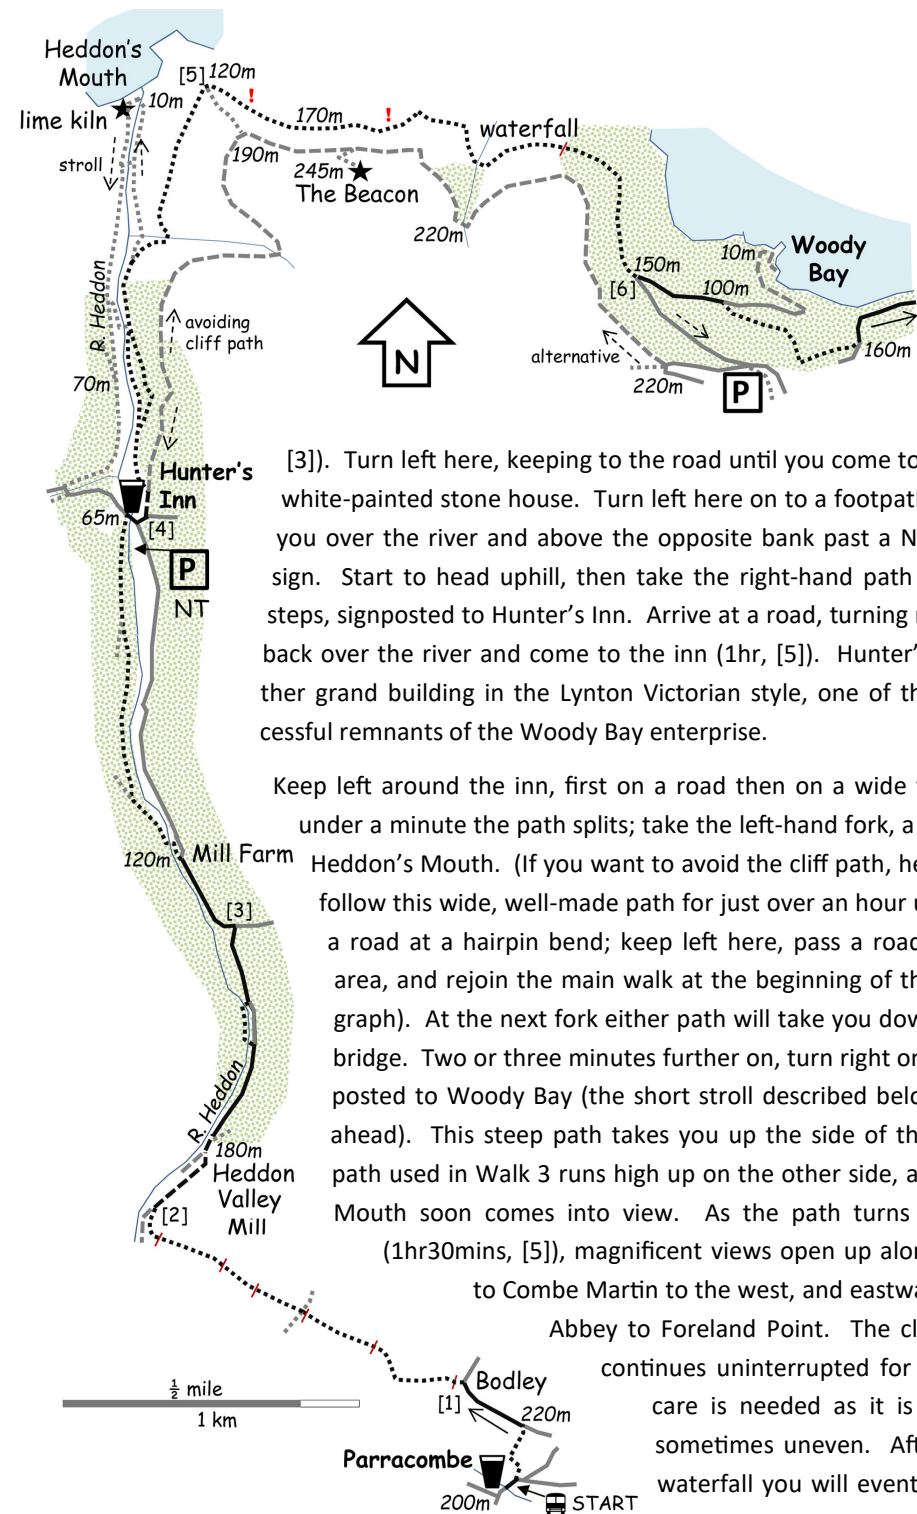 Heddon's
Mouth
[5]
120m
10m
lime kiln
stroll
!
170m
!
190m
245m
The Beacon
waterfall
220m
Woody
Bay
10m
150m
[6]
100m
160m
alternative
220m
P
N
R. Heddon
avoiding
cliff path
70m
Hunter's
Inn
65m
[4]
P
NT
[3]). Turn left here, keeping to the road until you come to
white-painted stone house. Turn left here on to a footpath
you over the river and above the opposite bank past a N
sign. Start to head uphill, then take the right-hand path
steps, signposted to Hunter's Inn. Arrive at a road, turning
back over the river and come to the inn (1hr, [5]). Hunter'
ther grand building in the Lynton Victorian style, one of th
cessful remnants of the Woody Bay enterprise.
Keep left around the inn, first on a road then on a wide
under a minute the path splits; take the left-hand fork, a
Heddon's Mouth. (If you want to avoid the cliff path, he
follow this wide, well-made path for just over an hour u
a road at a hairpin bend; keep left here, pass a road
area, and rejoin the main walk at the beginning of th
graph). At the next fork either path will take you dow
bridge. Two or three minutes further on, turn right or
posted to Woody Bay (the short stroll described belo
ahead). This steep path takes you up the side of th
path used in Walk 3 runs high up on the other side, a
Mouth soon comes into view. As the path turns
(1hr30mins, [5]), magnificent views open up alon
to Combe Martin to the west, and eastwa
Abbey to Foreland Point. The cl
continues uninterrupted for
care is needed as it is
sometimes uneven. Aft
waterfall you will event
120m
Mill Farm
[3]
R. Heddon
180m
Heddon
Valley
Mill
[2]
½ mile
1 km
[1]
Bodley
220m
Parracombe
200m
START